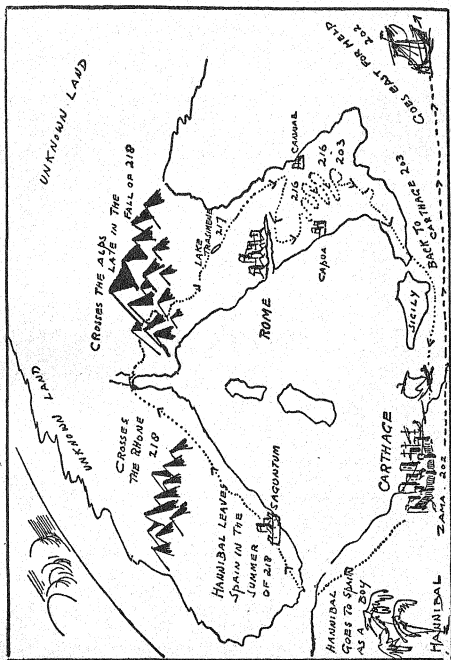 UNKNOWN LAND
GOES EAST FOR HELP
202
CROSSES THE ALPS
LATE IN THE
FALL OF 218
UNKNOWN LAND
CROSSES
THE RHONE
218
LAKE
TRASIMENE
217
CANNAE
216
216
203
CAPUA
ROME
BACK TO
CARTHAGE 203
SICILY
HANNIBAL LEAVES
SPAIN IN THE
SUMMER
OF 218
SAGUNTUM
CARTHAGE
ZAMA. 202
HANNIBAL
GOES TO SPAIN
AS A BOY
HANNIBAL